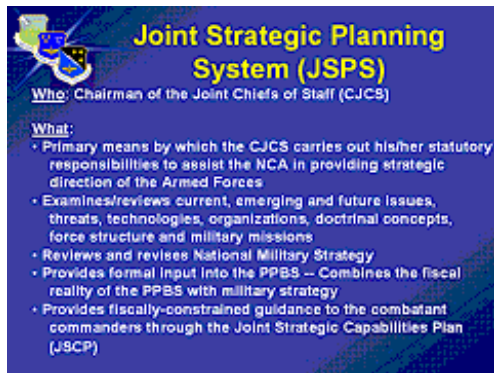 Joint Strategic Planning
System (JSPS)
Who: Chairman of the Joint Chiefs of Staff (CJCS)
What:
• Primary means by which the CJCS carries out his/her statutory
responsibilities to assist the NCA in providing strategic
direction of the Armed Forces
• Examines/reviews current, emerging and future issues,
threats, technologies, organizations, doctrinal concepts,
force structure and military missions
• Reviews and revises National Military Strategy
• Provides formal input into the PPBS -- Combines the fiscal
reality of the PPBS with military strategy
• Provides fiscally-constrained guidance to the combatant
commanders through the Joint Strategic Capabilities Plan
(JSCP)